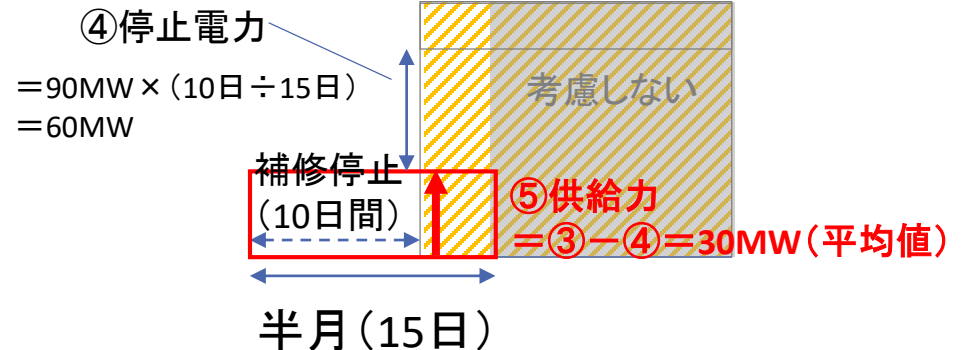 ④停止電力
＝90MW×（10日÷15日）
＝60MW
考慮しない
補修停止
（10日間）
⑤供給力
＝③－④＝30MW（平均値）
半月（15日）